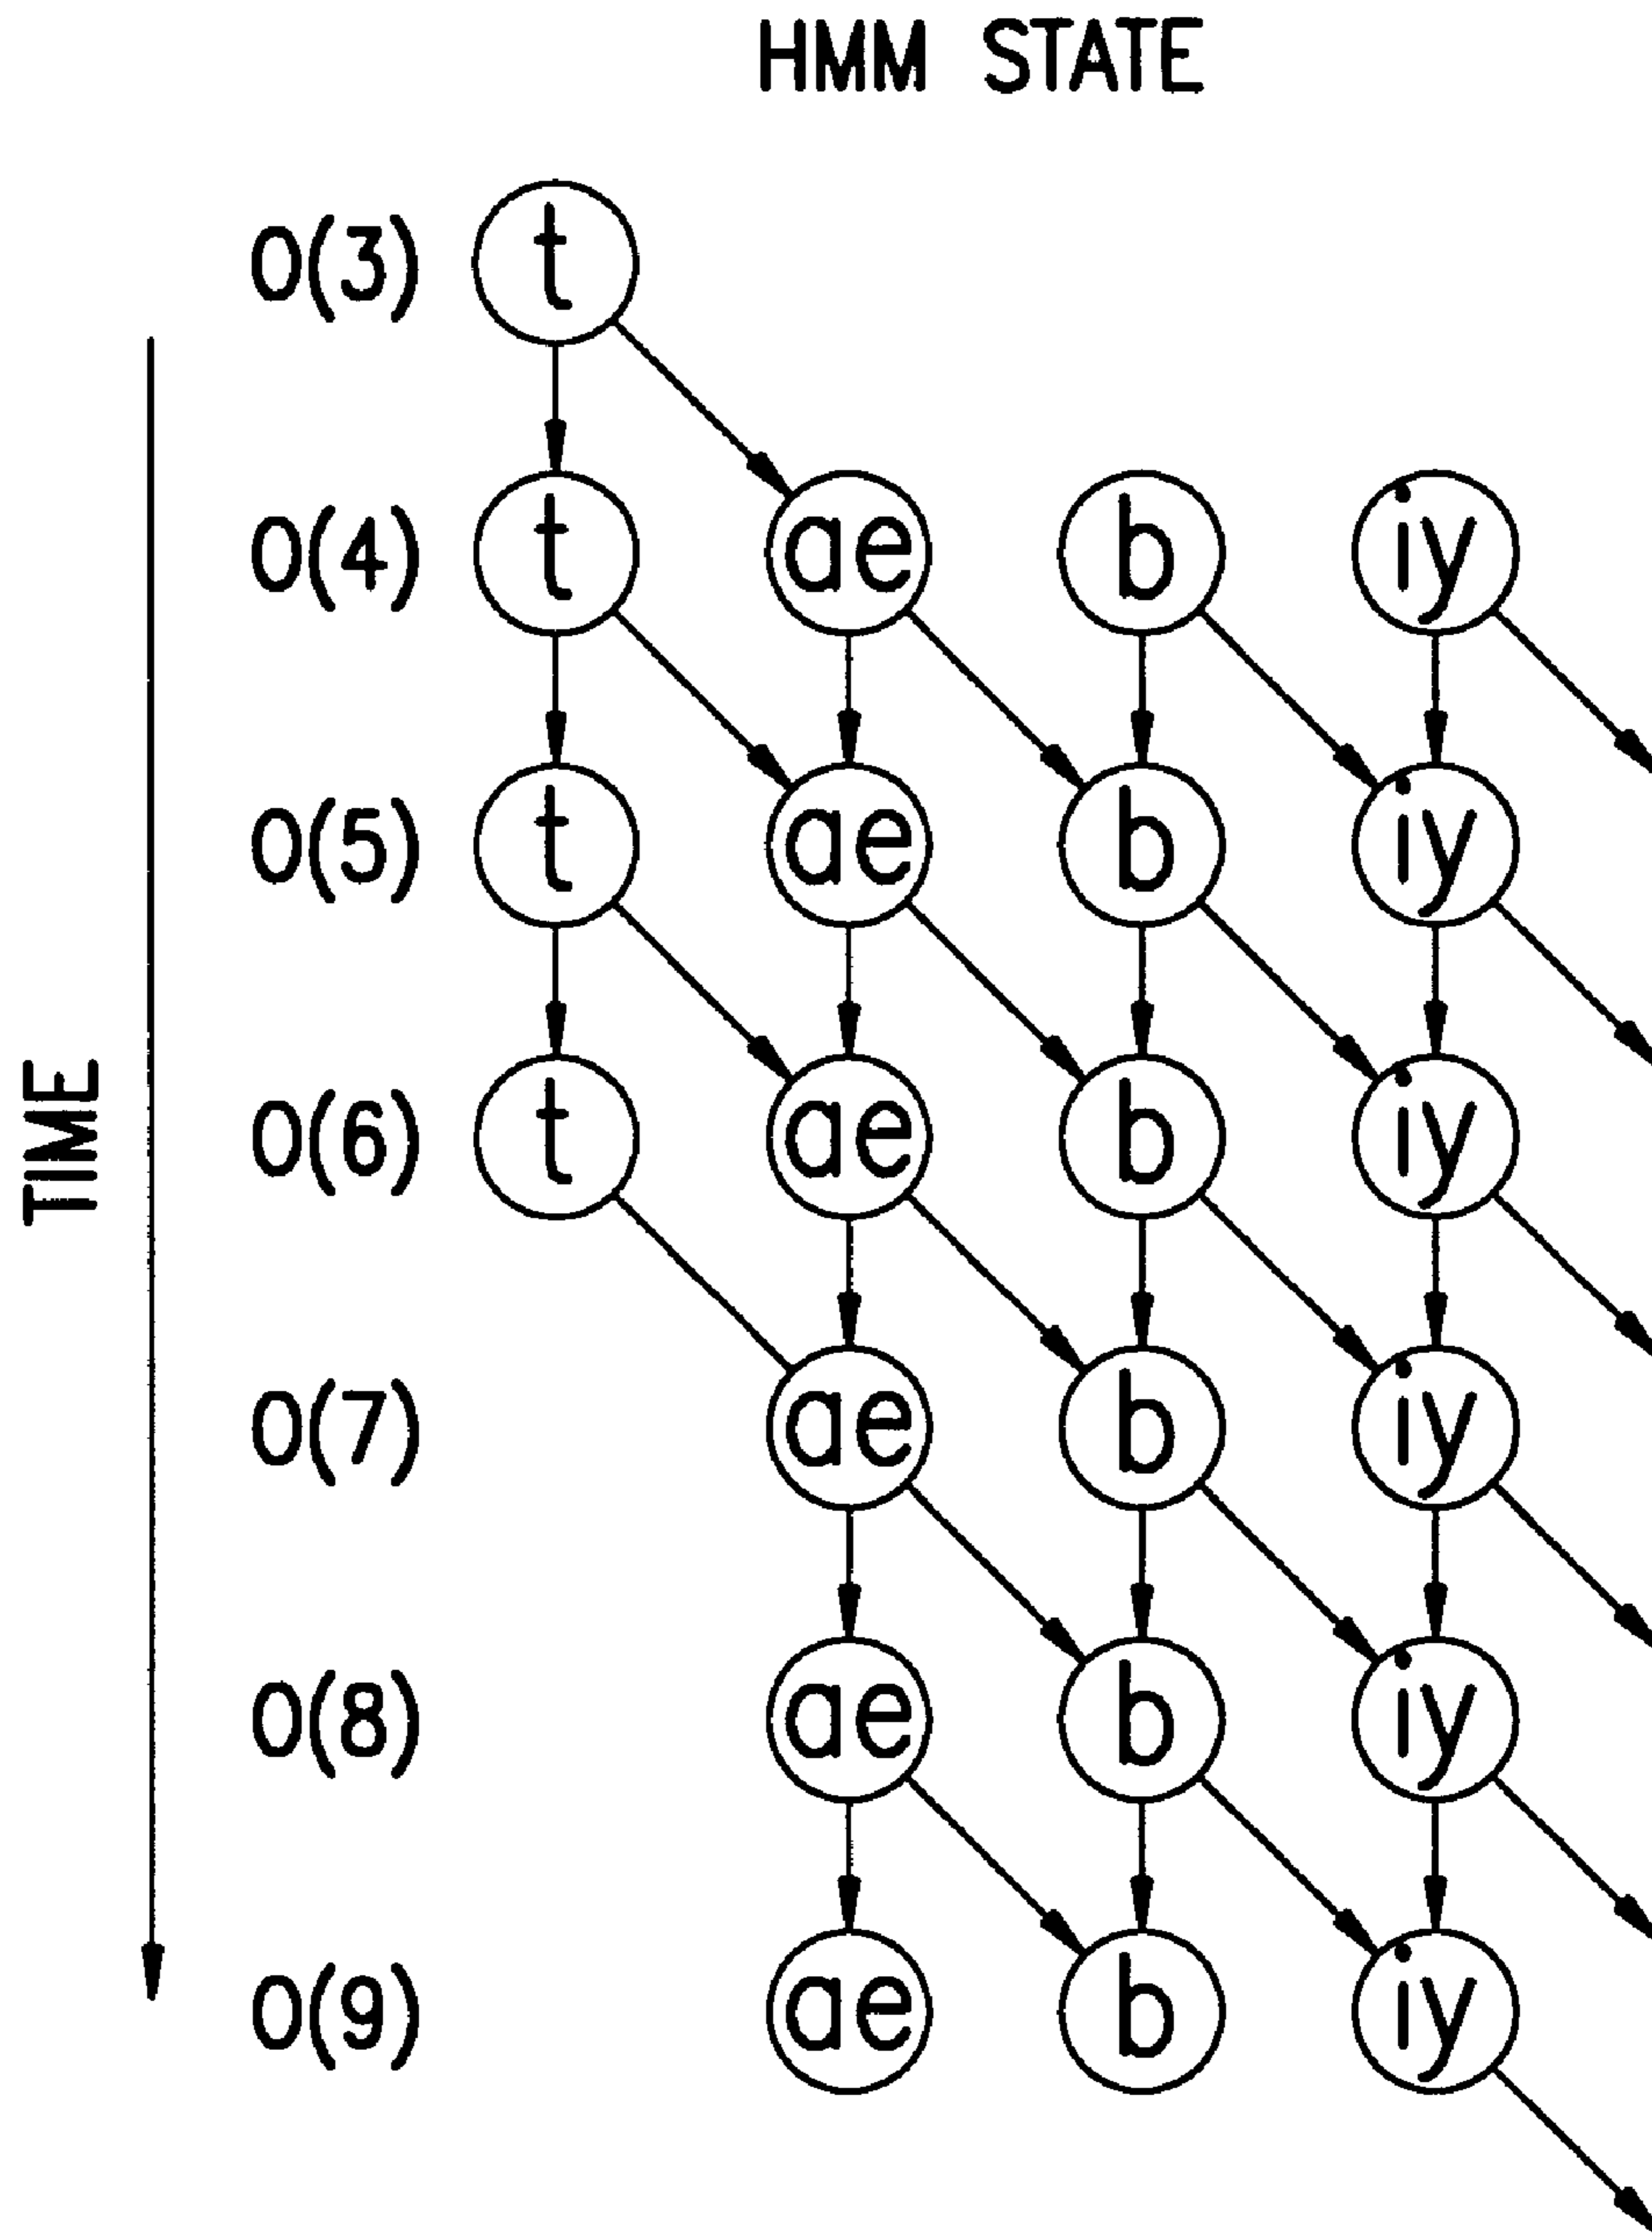 HMM STATE
O(3) t
O(4) t ae b iy
O(5) t ae b iy
TIME
O(6) t ae b iy
O(7) ae b iy
O(8) ae b iy
O(9) ae b iy